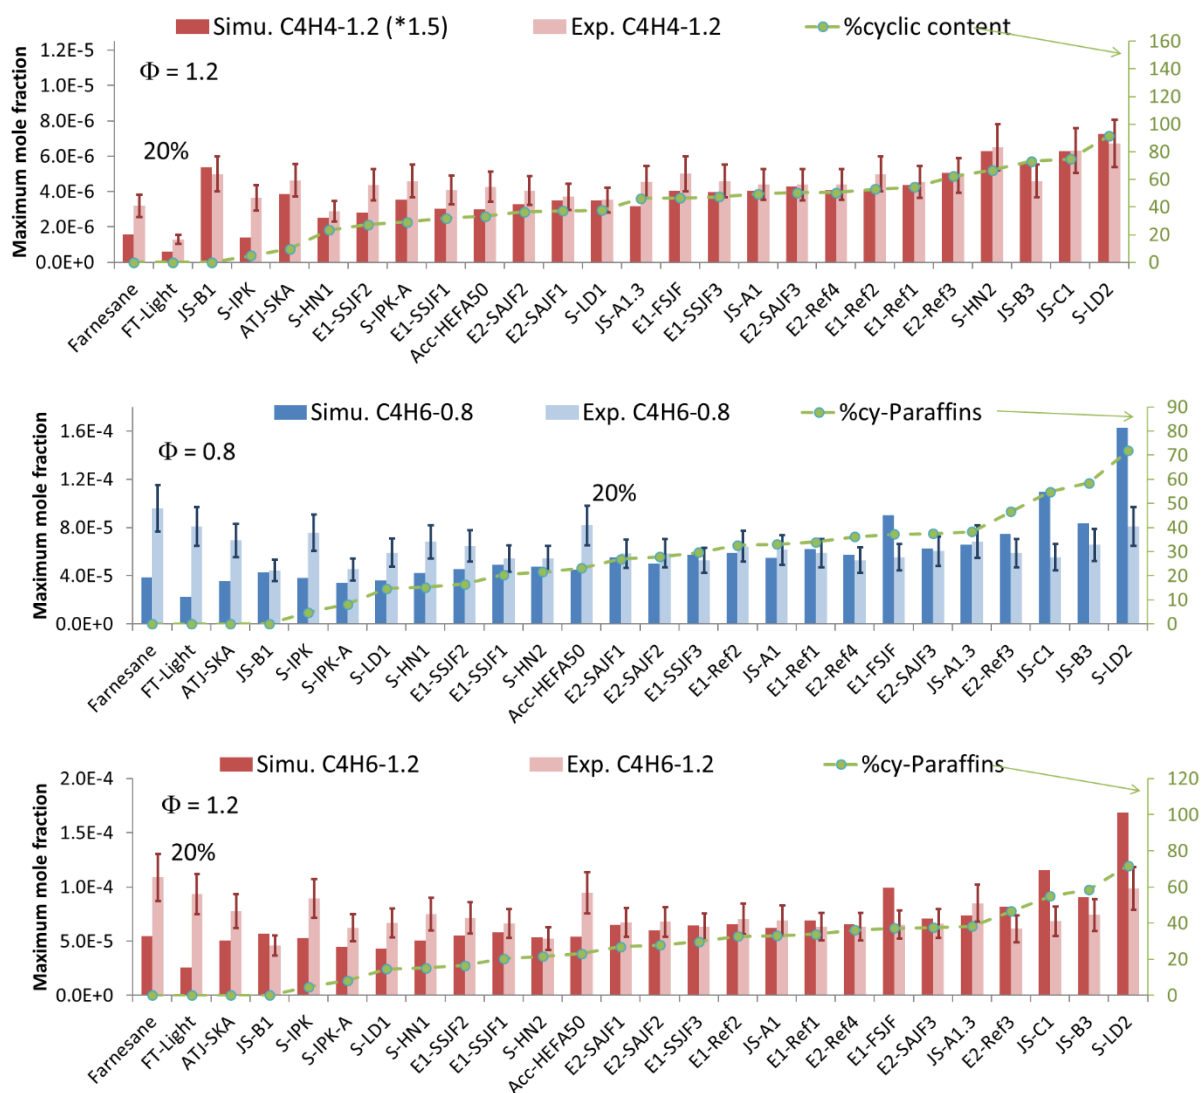 Simu. C4H4-1.2 (*1.5) Exp. C4H4-1.2 %cyclic content
Maximum mole fraction
1.2E-5
1.0E-5
8.0E-6
6.0E-6
4.0E-6
2.0E-6
0.0E+0
Φ = 1.2
20%
160
140
120
100
80
60
40
20
0
Farnesane
FT-Light
JS-B1
S-IPK
ATJ-SKA
S-HN1
E1-SSJF2
S-IPK-A
E1-SSJF1
Acc-HEFA50
E2-SAJF2
E2-SAJF1
S-LD1
JS-A1.3
E1-FSJF
E1-SSJF3
JS-A1
E2-SAJF3
E2-Ref4
E1-Ref2
E1-Ref1
E2-Ref3
S-HN2
JS-B3
JS-C1
S-LD2
Simu. C4H6-0.8 Exp. C4H6-0.8 %cy-Paraffins
Maximum mole fraction
1.6E-4
1.2E-4
8.0E-5
4.0E-5
0.0E+0
Φ = 0.8
20%
90
80
70
60
50
40
30
20
10
0
Farnesane
FT-Light
ATJ-SKA
JS-B1
S-IPK
S-IPK-A
S-LD1
S-HN1
E1-SSJF2
E1-SSJF1
S-HN2
Acc-HEFA50
E2-SAJF1
E2-SAJF2
E1-SSJF3
E1-Ref2
JS-A1
E1-Ref1
E2-Ref4
E1-FSJF
E2-SAJF3
JS-A1.3
E2-Ref3
JS-C1
JS-B3
S-LD2
Simu. C4H6-1.2 Exp. C4H6-1.2 %cy-Paraffins
Maximum mole fraction
2.0E-4
1.5E-4
1.0E-4
5.0E-5
0.0E+0
Φ = 1.2
20%
120
100
80
60
40
20
0
Farnesane
FT-Light
ATJ-SKA
JS-B1
S-IPK
S-IPK-A
S-LD1
S-HN1
E1-SSJF2
E1-SSJF1
S-HN2
Acc-HEFA50
E2-SAJF1
E2-SAJF2
E1-SSJF3
E1-Ref2
JS-A1
E1-Ref1
E2-Ref4
E1-FSJF
E2-SAJF3
JS-A1.3
E2-Ref3
JS-C1
JS-B3
S-LD2